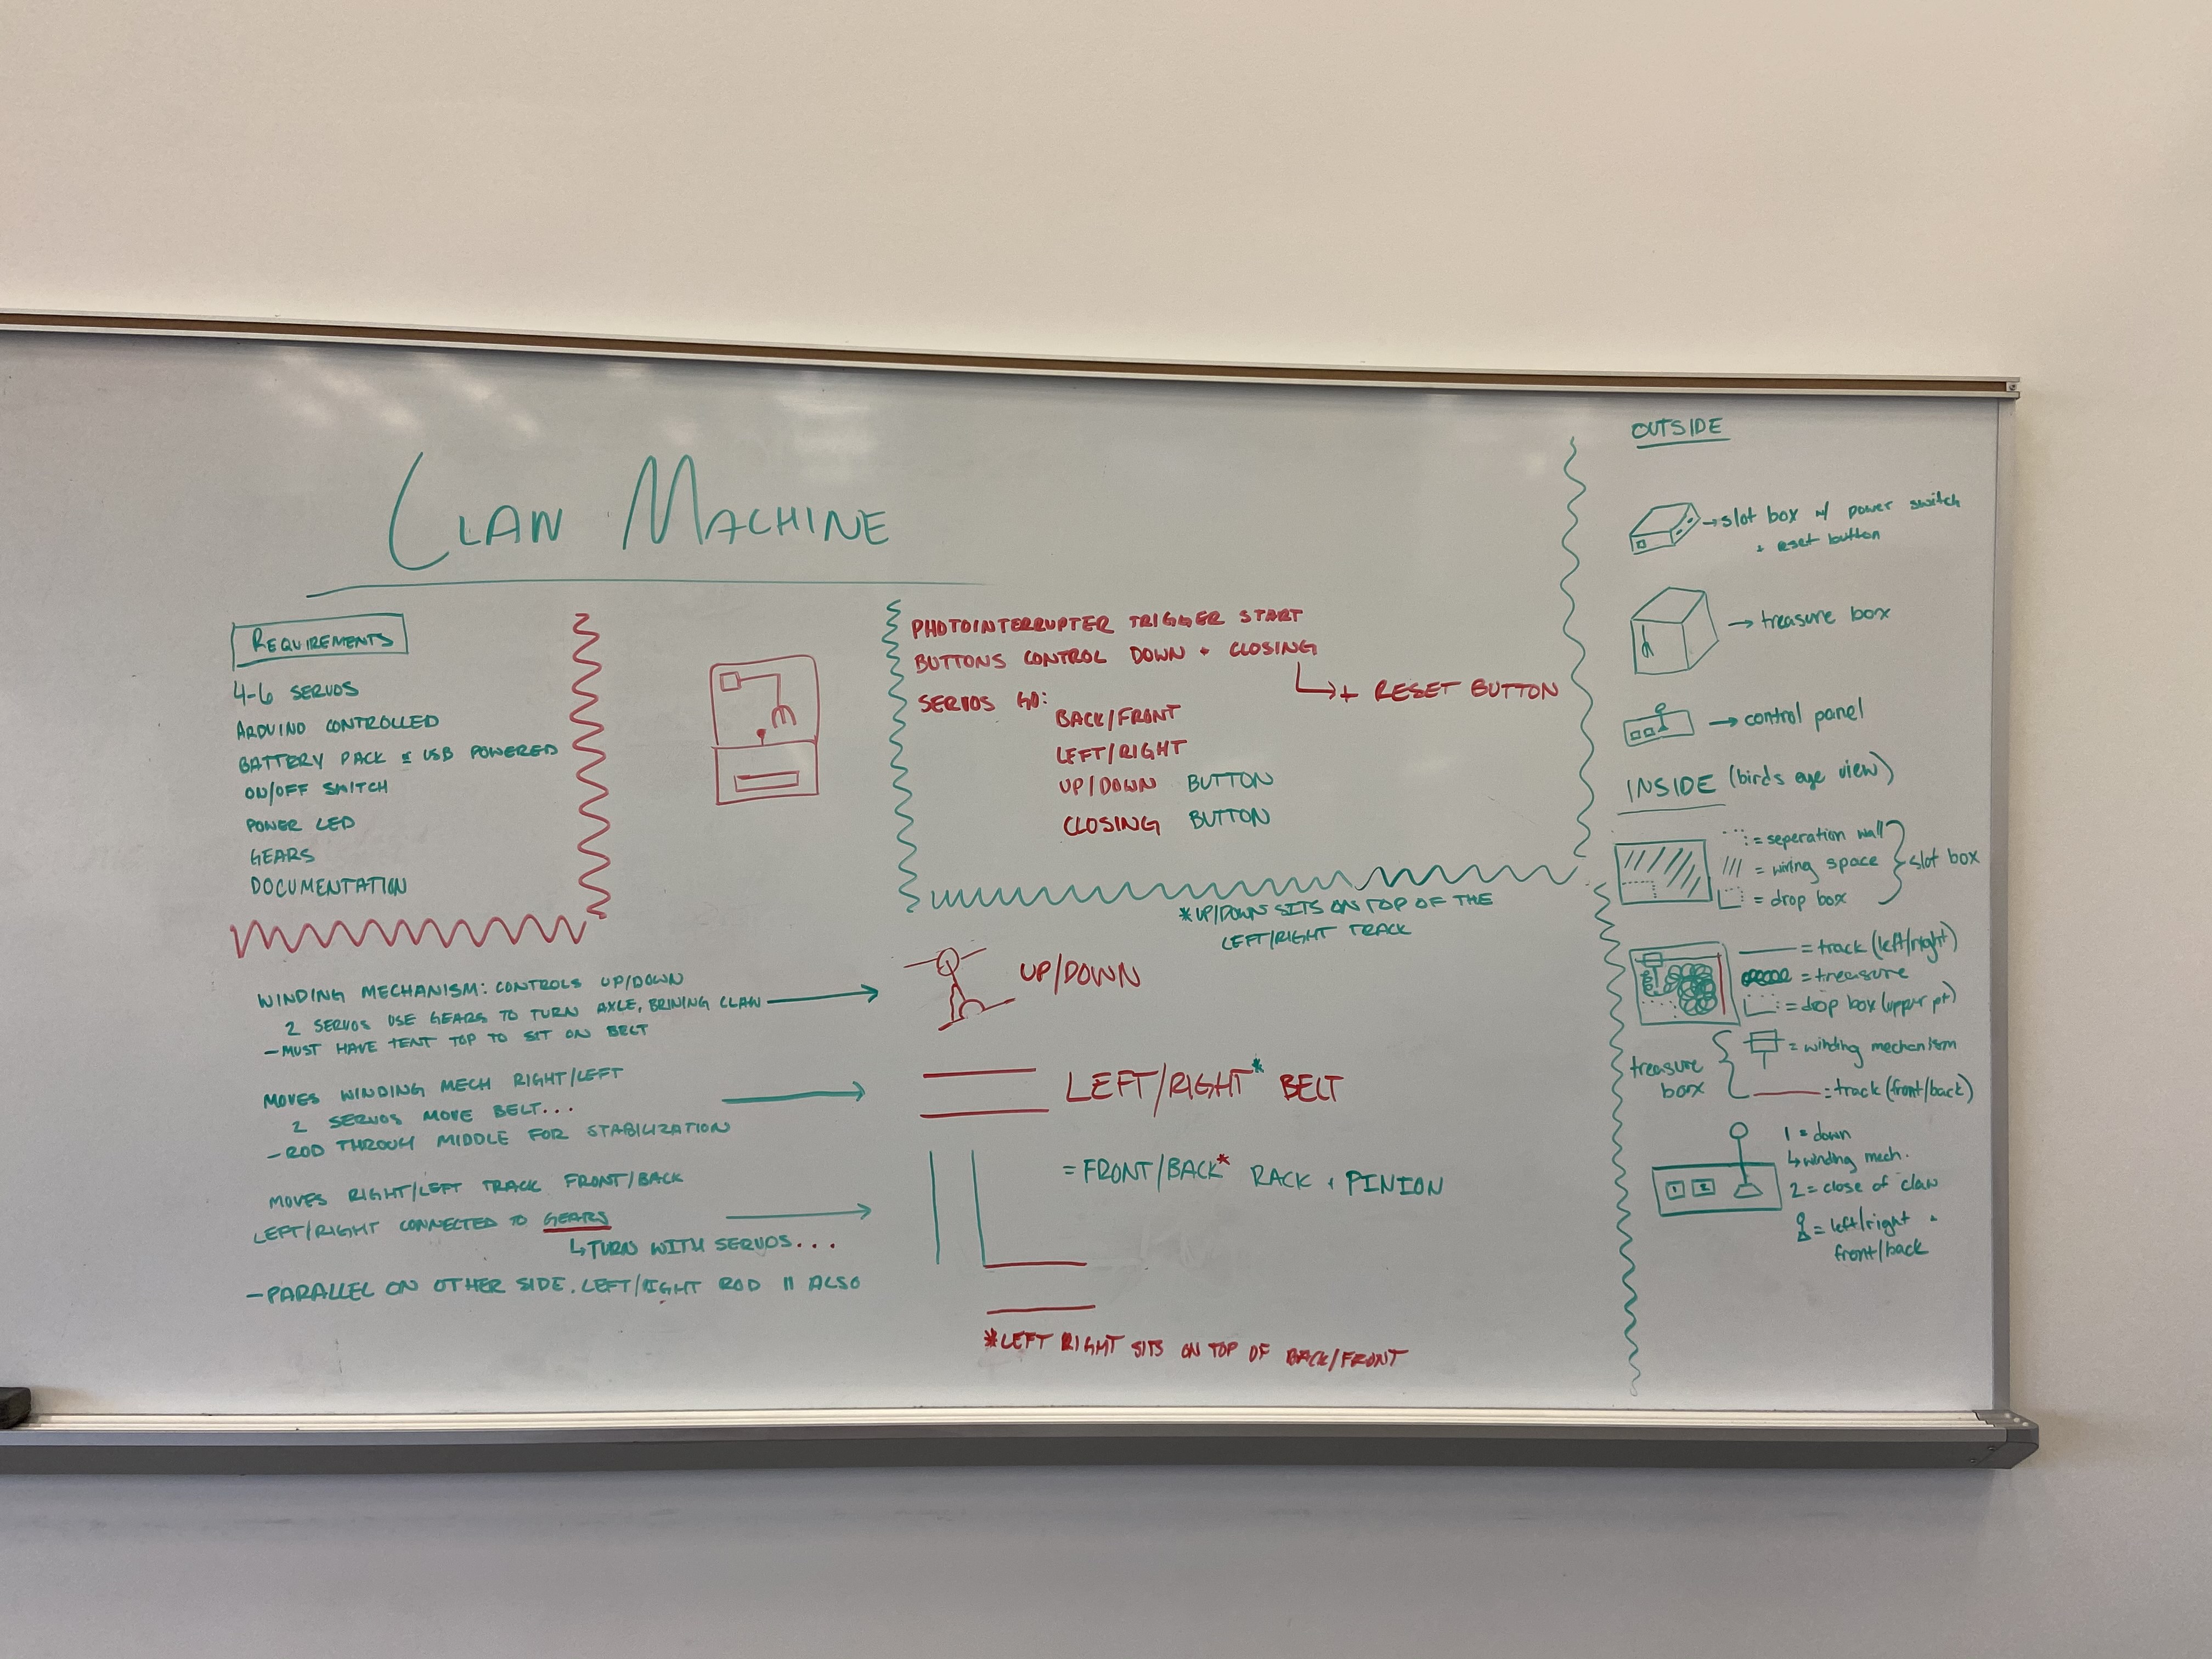 CLAW MACHINE
REQUIREMENTS
4-6 SERVOS
ARDUINO CONTROLLED
BATTERY PACK USB POWERED
ON/OFF SWITCH
POWER LED
GEARS
DOCUMENTATION
PHOTOINTERRUPTER TRIGGER START
BUTTONS CONTROL DOWN + CLOSING
+ RESET BUTTON
SERVOS GO:
BACK/FRONT
LEFT/RIGHT
UP/DOWN BUTTON
CLOSING BUTTON
*UP/DOWN SITS ON TOP OF THE
LEFT/RIGHT TRACK
WINDING MECHANISM: CONTROLS UP/DOWN
2 SERVOS USE GEARS TO TURN AXLE, BRINING CLAW
- MUST HAVE TENT TOP TO SIT ON BELT
UP/DOWN
MOVES WINDING MECH RIGHT/LEFT
2 SERVOS MOVE BELT...
- ROD THROUGH MIDDLE FOR STABILIZATION
LEFT/RIGHT* BELT
MOVES RIGHT/LEFT TRACK FRONT/BACK
LEFT/RIGHT CONNECTED TO GEARS
↳ TURN WITH SERVOS...
- PARALLEL ON OTHER SIDE. LEFT/RIGHT ROD 11 ALSO
= FRONT/BACK* RACK + PINION
*LEFT RIGHT SITS ON TOP OF BACK/FRONT
OUTSIDE
→ slot box w/ power switch
+ reset button
→ treasure box
→ control panel
INSIDE (birds eye view)
= seperation wall
= wiring space
= drop box
slot box
= track (left/right)
= treasure
= drop box (upper pt)
= winding mechanism
= track (front/back)
treasure
box
1 2
1 = down
↳ winding mech.
2 = close of claw
= left/right +
front/back